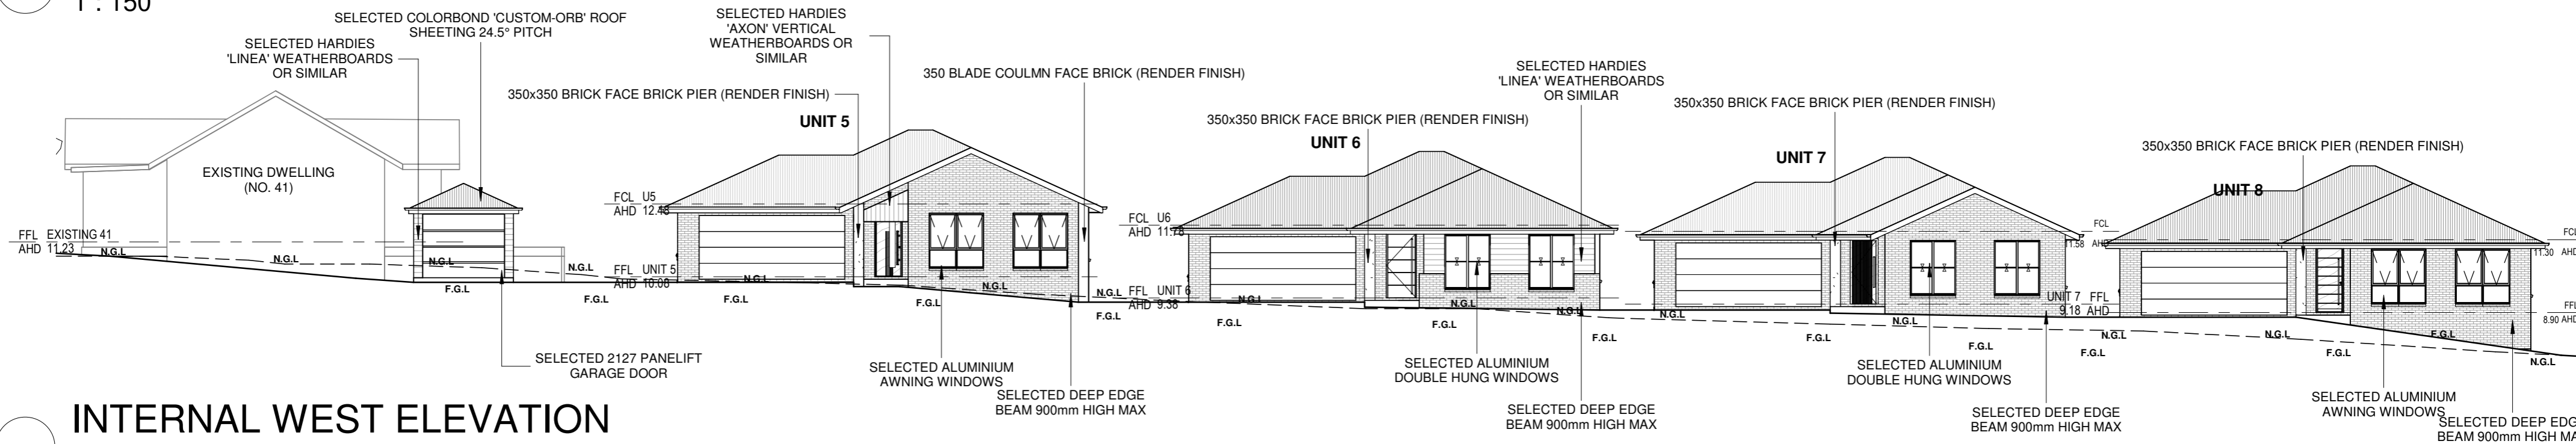 1 : 150
SELECTED COLORBOND 'CUSTOM-ORB' ROOF
SHEETING 24.5° PITCH
SELECTED HARDIES
'LINEA' WEATHERBOARDS
OR SIMILAR
SELECTED HARDIES
'AXON' VERTICAL
WEATHERBOARDS OR
SIMILAR
350x350 BRICK FACE BRICK PIER (RENDER FINISH)
UNIT 5
350 BLADE COULMN FACE BRICK (RENDER FINISH)
350x350 BRICK FACE BRICK PIER (RENDER FINISH)
UNIT 6
SELECTED HARDIES
'LINEA' WEATHERBOARDS
OR SIMILAR
350x350 BRICK FACE BRICK PIER (RENDER FINISH)
UNIT 7
350x350 BRICK FACE BRICK PIER (RENDER FINISH)
UNIT 8
EXISTING DWELLING
(NO. 41)
FFL EXISTING 41
AHD 11.23
N.G.L
N.G.L
F.G.L
N.G.L
F.G.L
FCL U5
AHD 12.48
FFL UNIT 5
AHD 10.08
N.G.L
F.G.L
F.G.L
N.G.L
N.G.L
F.G.L
FCL U6
AHD 11.78
FFL UNIT 6
AHD 9.38
N.G.L
F.G.L
N.G.L
F.G.L
N.G.L
F.G.L
N.G.L
F.G.L
N.G.L
F.G.L
FCL
11.58 AHD
UNIT 7 FFL
9.18 AHD
N.G.L
F.G.L
N.G.L
F.G.L
F.G.L
N.G.L
FCL
11.30 AHD
FFL
8.90 AHD
SELECTED 2127 PANELIFT
GARAGE DOOR
SELECTED ALUMINIUM
AWNING WINDOWS
SELECTED DEEP EDGE
BEAM 900mm HIGH MAX
SELECTED ALUMINIUM
DOUBLE HUNG WINDOWS
SELECTED DEEP EDGE
BEAM 900mm HIGH MAX
SELECTED ALUMINIUM
DOUBLE HUNG WINDOWS
SELECTED DEEP EDGE
BEAM 900mm HIGH MAX
SELECTED ALUMINIUM
AWNING WINDOWS
SELECTED DEEP EDGE
BEAM 900mm HIGH MAX
INTERNAL WEST ELEVATION